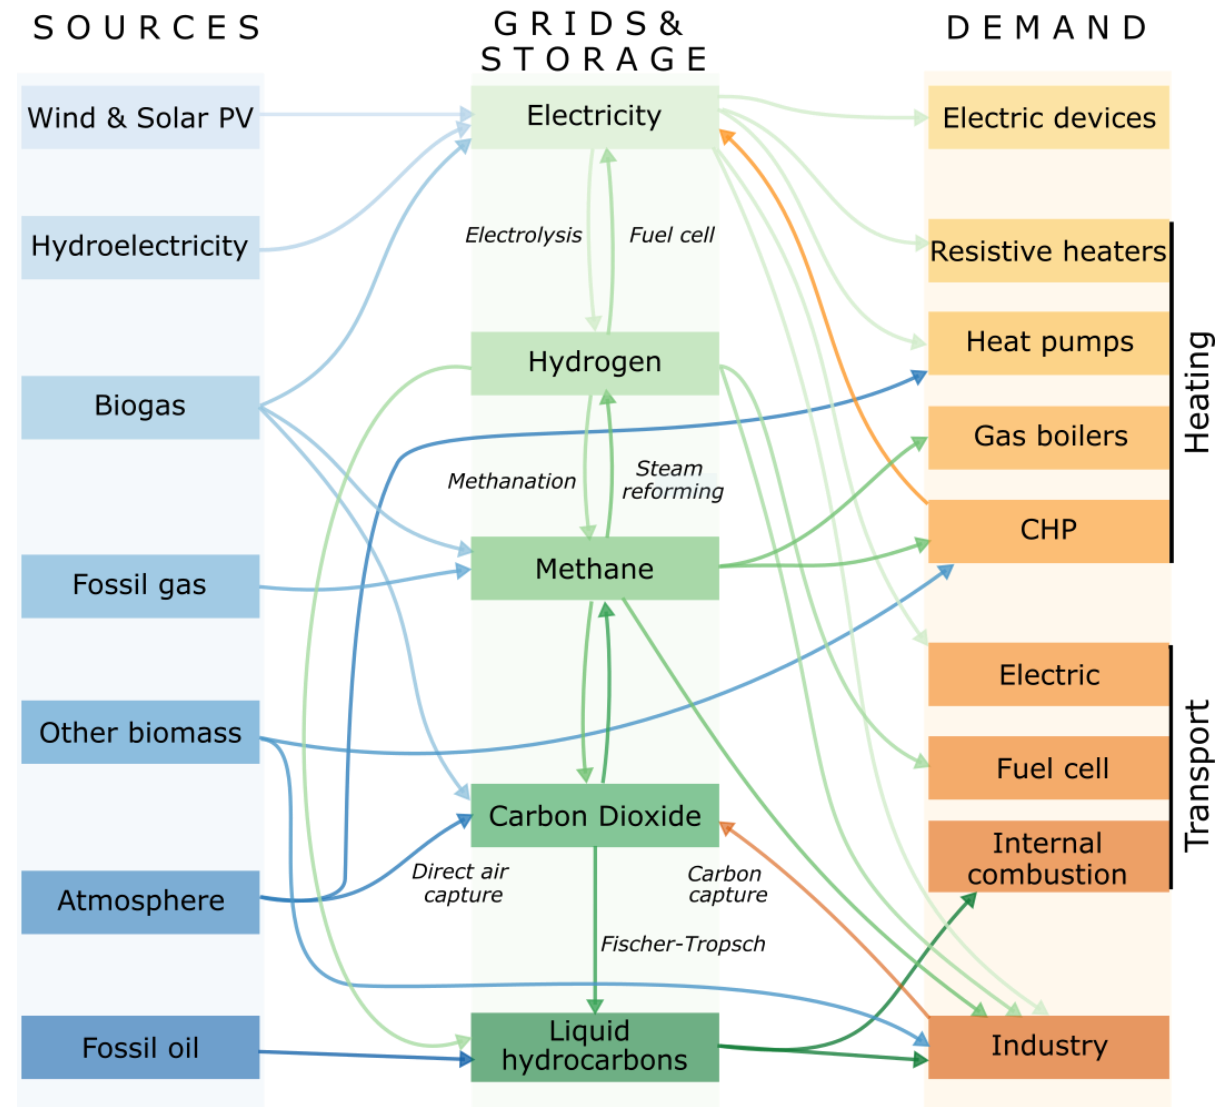 SOURCES
GRIDS&
STORAGE
DEMAND
Wind & Solar PV
Hydroelectricity
Biogas
Fossil gas
Other biomass
Atmosphere
Fossil oil
Electricity
Electrolysis
Fuel cell
Hydrogen
Methanation
Steam
reforming
Methane
Carbon Dioxide
Direct air
capture
Carbon
capture
Fischer-Tropsch
Liquid
hydrocarbons
Electric devices
Resistive heaters
Heat pumps
Gas boilers
CHP
Heating
Electric
Fuel cell
Internal
combustion
Transport
Industry